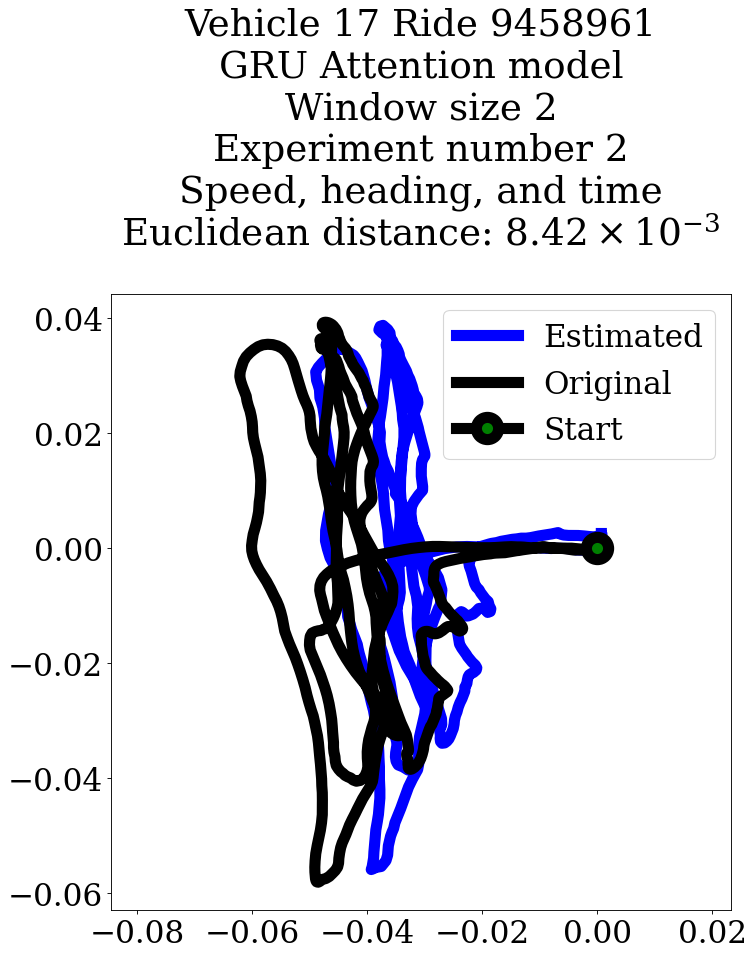 Vehicle 17 Ride 9458961
GRU Attention model
Window size 2
Experiment number 2
Speed, heading, and time
Euclidean distance: 8.42 × 10⁻³
Estimated
Original
Start
0.04
0.02
0.00
−0.02
−0.04
−0.06
−0.08 −0.06 −0.04 −0.02 0.00 0.02